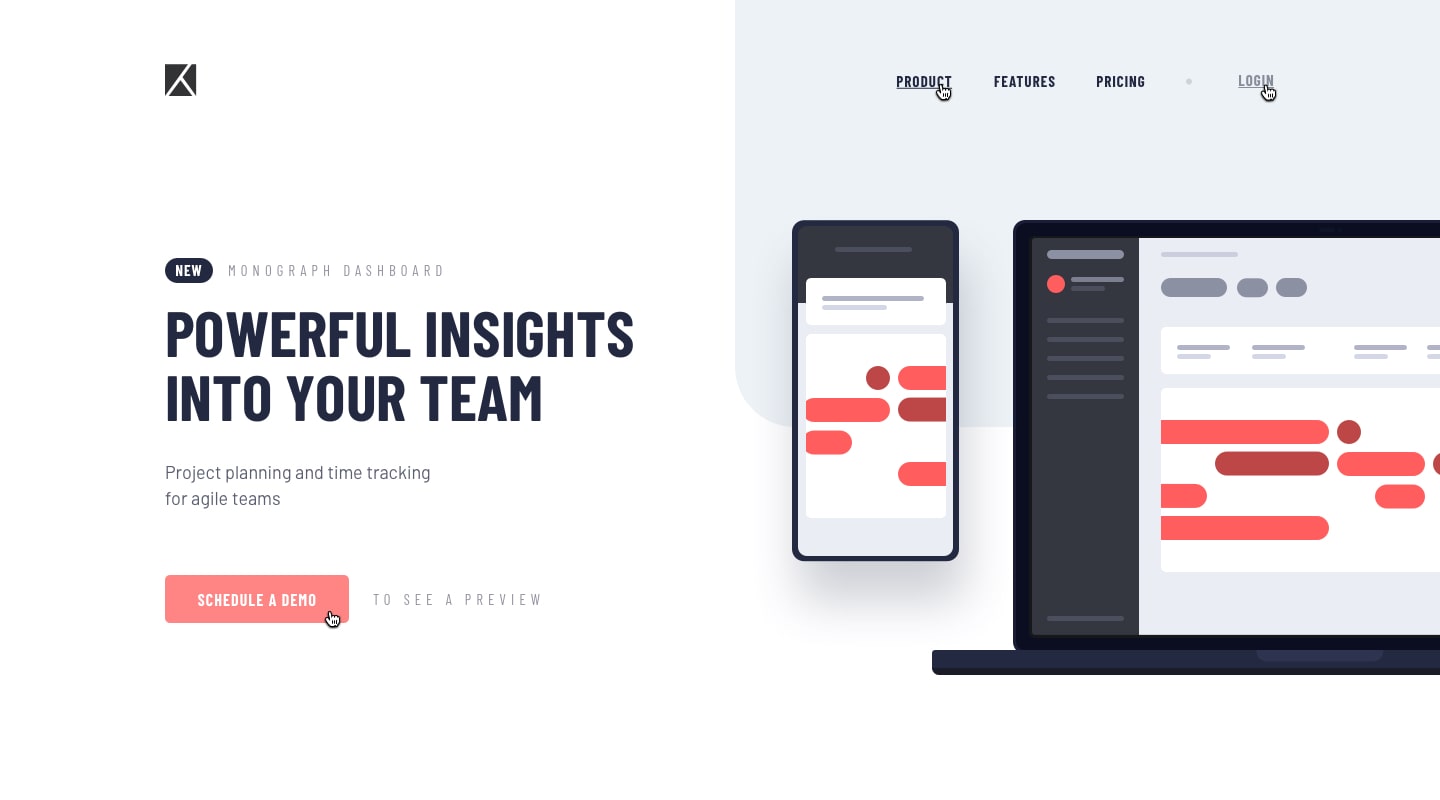 PRODUCT FEATURES PRICING LOGIN
NEW MONOGRAPH DASHBOARD
POWERFUL INSIGHTS
INTO YOUR TEAM
Project planning and time tracking
for agile teams
SCHEDULE A DEMO TO SEE A PREVIEW